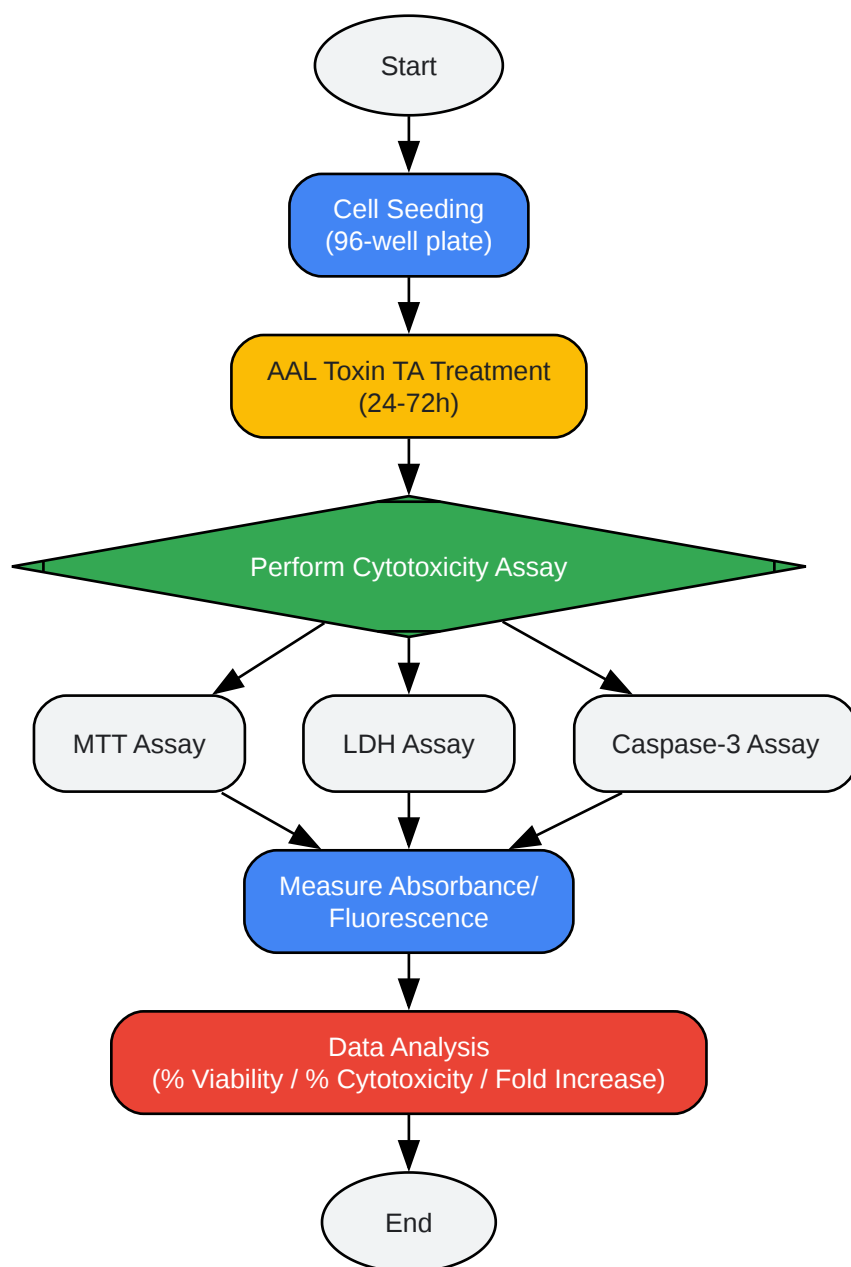 Start
Cell Seeding
(96-well plate)
AAL Toxin TA Treatment
(24-72h)
Perform Cytotoxicity Assay
MTT Assay
LDH Assay
Caspase-3 Assay
Measure Absorbance/
Fluorescence
Data Analysis
(% Viability / % Cytotoxicity / Fold Increase)
End